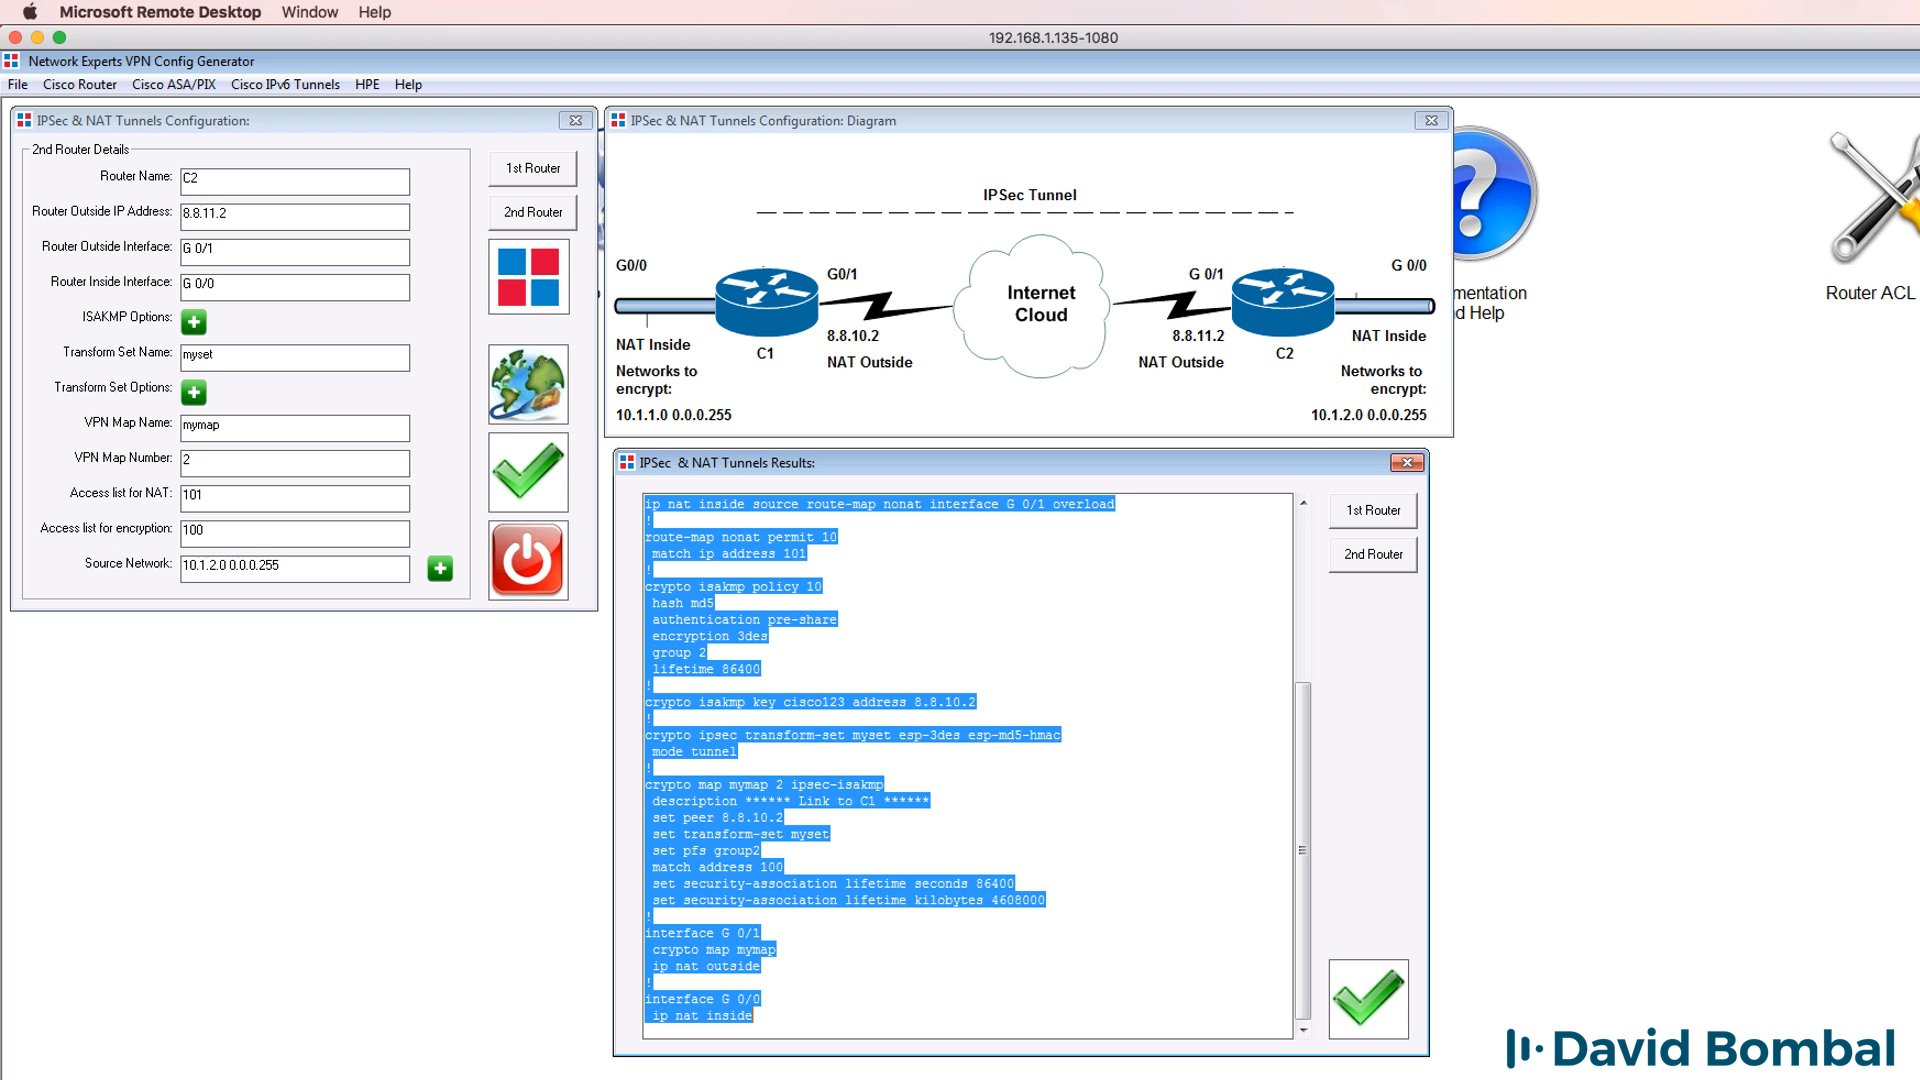 Microsoft Remote Desktop Window Help
192.168.1.135-1080
Network Experts VPN Config Generator
File Cisco Router Cisco ASA/PIX Cisco IPv6 Tunnels HPE Help
IPSec & NAT Tunnels Configuration:
2nd Router Details
Router Name: C2
Router Outside IP Address: 8.8.11.2
Router Outside Interface: G 0/1
Router Inside Interface: G 0/0
ISAKMP Options:
Transform Set Name: myset
Transform Set Options:
VPN Map Name: mymap
VPN Map Number: 2
Access list for NAT: 101
Access list for encryption: 100
Source Network: 10.1.2.0 0.0.0.255
1st Router
2nd Router
IPSec & NAT Tunnels Configuration: Diagram
IPSec Tunnel
G0/0
G0/1
Internet
Cloud
G 0/1
G 0/0
NAT Inside
C1
8.8.10.2
NAT Outside
8.8.11.2
NAT Outside
C2
NAT Inside
Networks to
encrypt:
10.1.1.0 0.0.0.255
Networks to
encrypt:
10.1.2.0 0.0.0.255
mentation
d Help
Router ACL
IPSec & NAT Tunnels Results:
ip nat inside source route-map nonat interface G 0/1 overload
!
route-map nonat permit 10
match ip address 101
!
crypto isakmp policy 10
hash md5
authentication pre-share
encryption 3des
group 2
lifetime 86400
!
crypto isakmp key cisco123 address 8.8.10.2
!
crypto ipsec transform-set myset esp-3des esp-md5-hmac
mode tunnel
!
crypto map mymap 2 ipsec-isakmp
description ****** Link to C1 ******
set peer 8.8.10.2
set transform-set myset
set pfs group2
match address 100
set security-association lifetime seconds 86400
set security-association lifetime kilobytes 4608000
!
interface G 0/1
crypto map mymap
ip nat outside
!
interface G 0/0
ip nat inside
1st Router
2nd Router
David Bombal